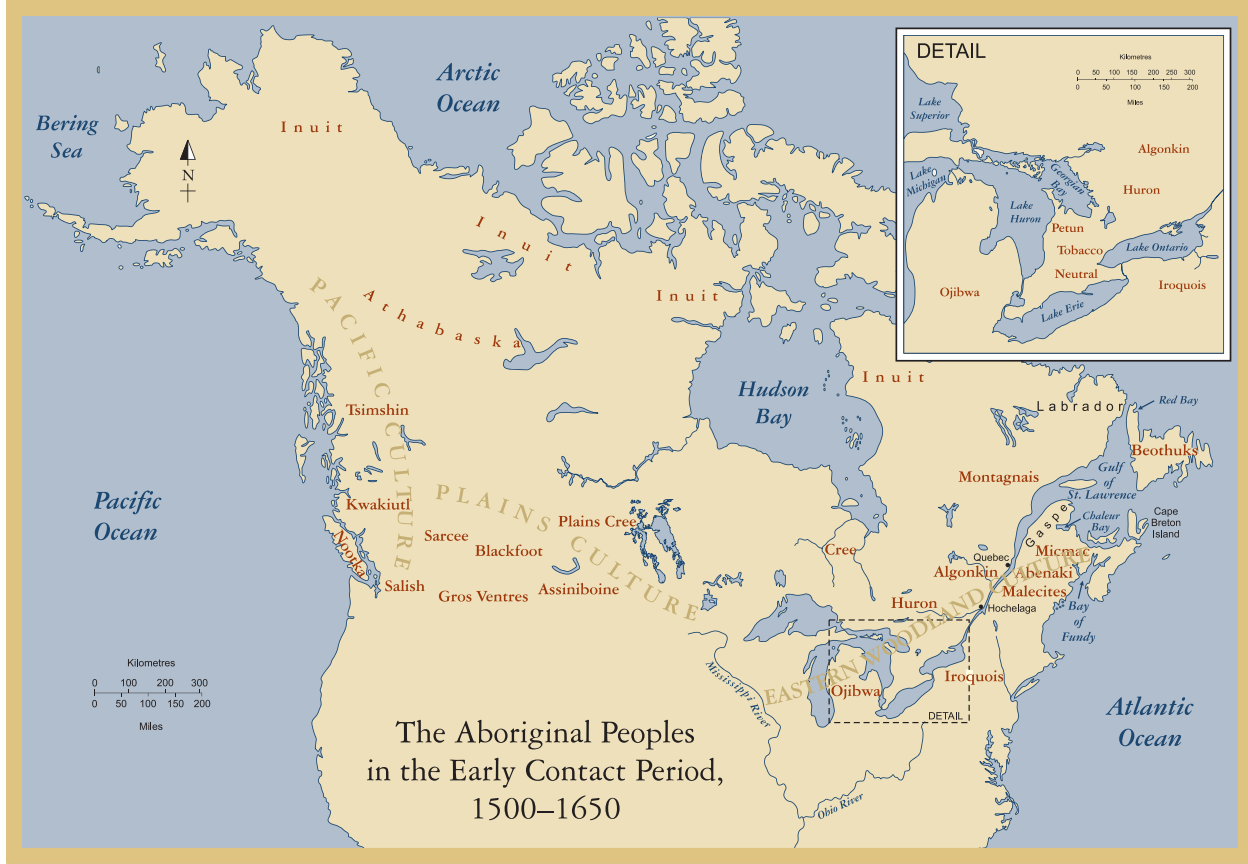 Arctic
Ocean
Bering
Sea
N
Inuit
Inuit
Inuit
Athabaska
PACIFIC CULTURE
Hudson
Bay
Inuit
Labrador
Red Bay
Tsimshin
Beothuks
Montagnais
Gulf
of
St. Lawrence
Pacific
Ocean
Kwakiutl
PLAINS CULTURE
Plains Cree
Gaspe
Chaleur
Bay
Cape
Breton
Island
Nootka
Sarcee
Blackfoot
Cree
Quebec
Micmac
Algonkin
Abenaki
Salish
Gros Ventres
Assiniboine
Malecites
Huron
Hochelaga
Bay
of
Fundy
EASTERN WOODLAND CULTURE
Mississippi River
Ojibwa
Iroquois
DETAIL
Kilometres
0 50 100 150 200 300
0 50 100 150 200
Miles
Atlantic
Ocean
The Aboriginal Peoples
in the Early Contact Period,
1500–1650
Ohio River
DETAIL
Kilometres
0 50 100 150 200 250 300
0 50 100 150 200
Miles
Lake
Superior
Algonkin
Lake
Michigan
Georgian
Bay
Huron
Lake
Huron
Petun
Tobacco
Lake Ontario
Neutral
Ojibwa
Iroquois
Lake Erie